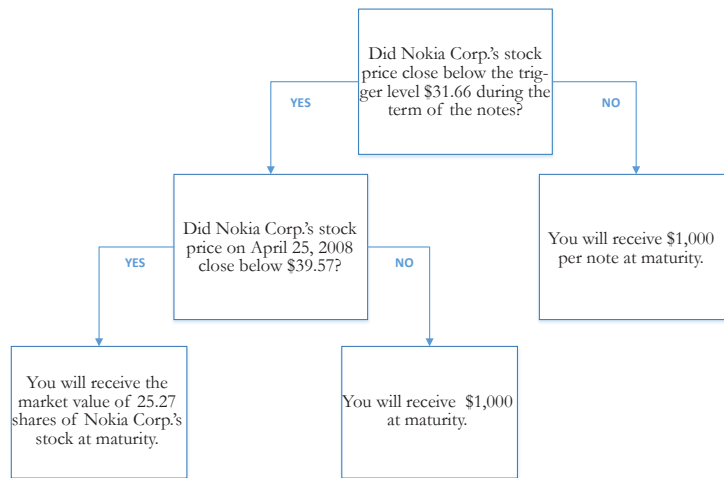 Did Nokia Corp.'s stock
price close below the trig-
ger level $31.66 during the
term of the notes?
YES
NO
Did Nokia Corp.'s stock
price on April 25, 2008
close below $39.57?
You will receive $1,000
per note at maturity.
YES
NO
You will receive the
market value of 25.27
shares of Nokia Corp.'s
stock at maturity.
You will receive $1,000
at maturity.